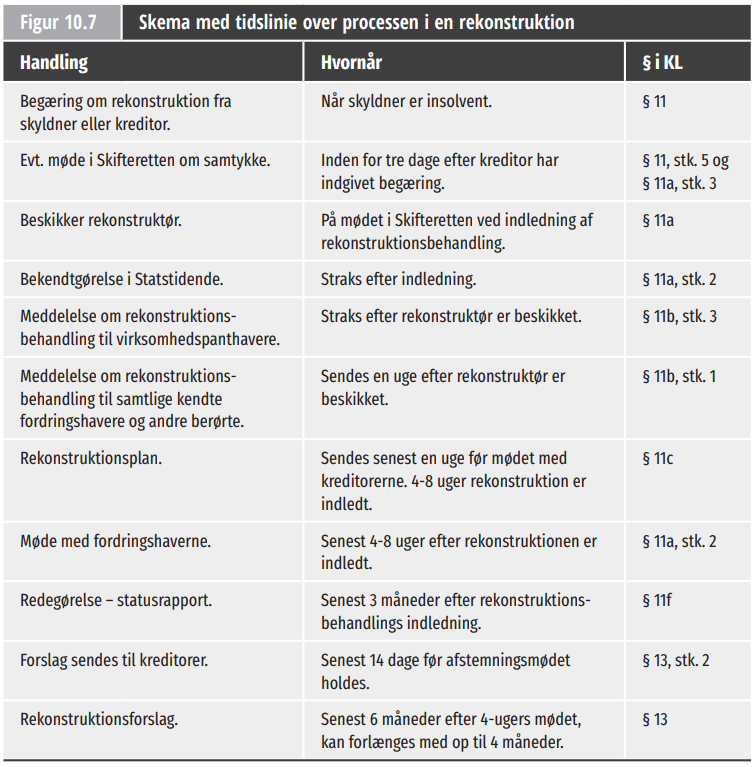 Figur 10.7 Skema med tidslinie over processen i en rekonstruktion
Handling Hvornår § i KL
Begæring om rekonstruktion fra Når skyldner er insolvent. § 11
skyldner eller kreditor.
Evt. møde i Skifteretten om samtykke. Inden for tre dage efter kreditor har § 11, stk. 5 og
indgivet begæring. § 11a, stk. 3
Beskikker rekonstruktør. På mødet i Skifteretten ved indledning af § 11a
rekonstruktionsbehandling.
Bekendtgørelse i Statstidende. Straks efter indledning. § 11a, stk. 2
Meddelelse om rekonstruktions- Straks efter rekonstruktør er beskikket. § 11b, stk. 3
behandling til virksomhedspanthavere.
Meddelelse om rekonstruktions- Sendes en uge efter rekonstruktør er § 11b, stk. 1
behandling til samtlige kendte beskikket.
fordringshavere og andre berørte.
Rekonstruktionsplan. Sendes senest en uge før mødet med § 11c
kreditorerne. 4-8 uger rekonstruktion er
indledt.
Møde med fordringshaverne. Senest 4-8 uger efter rekonstruktionen er § 11a, stk. 2
indledt.
Redegørelse – statusrapport. Senest 3 måneder efter rekonstruktions- § 11f
behandlings indledning.
Forslag sendes til kreditorer. Senest 14 dage før afstemningsmødet § 13, stk. 2
holdes.
Rekonstruktionsforslag. Senest 6 måneder efter 4-ugers mødet, § 13
kan forlænges med op til 4 måneder.